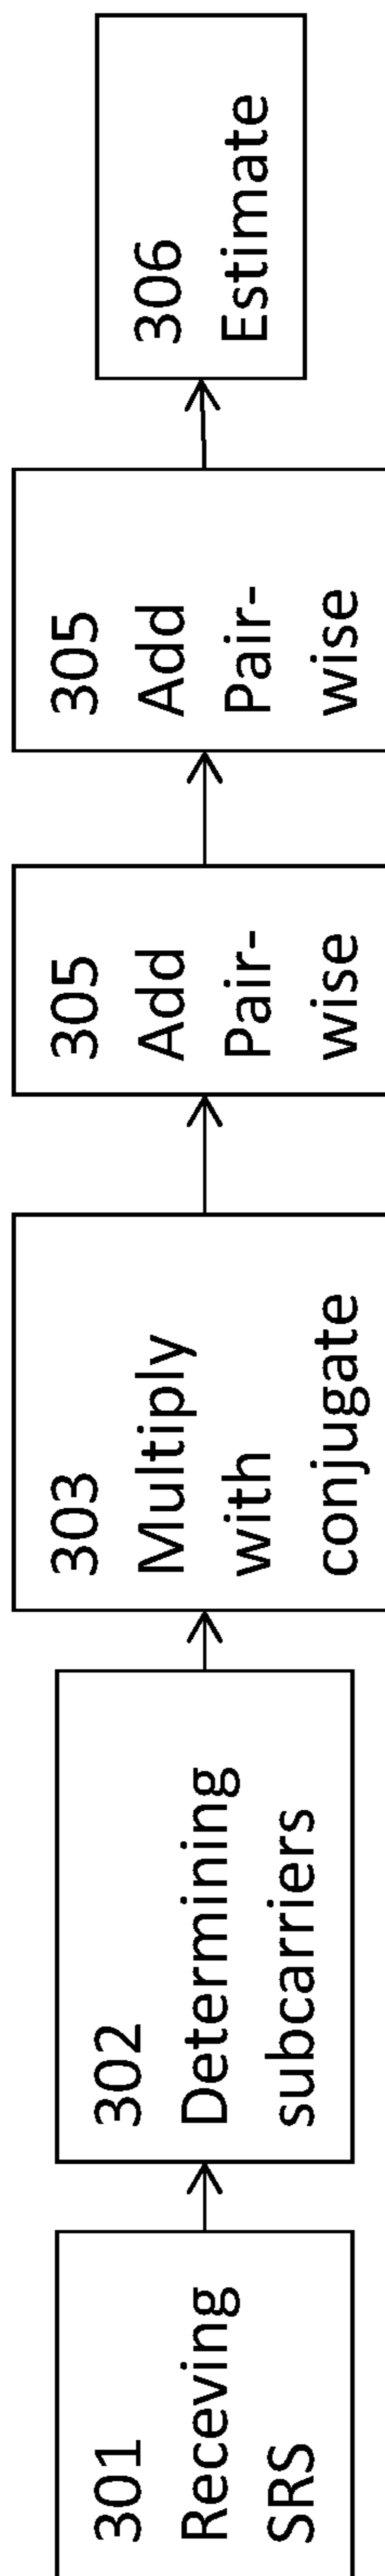 301
Receving
SRS
302
Determining
subcarriers
303
Multiply
with
conjugate
305
Add
Pair-
wise
305
Add
Pair-
wise
306
Estimate